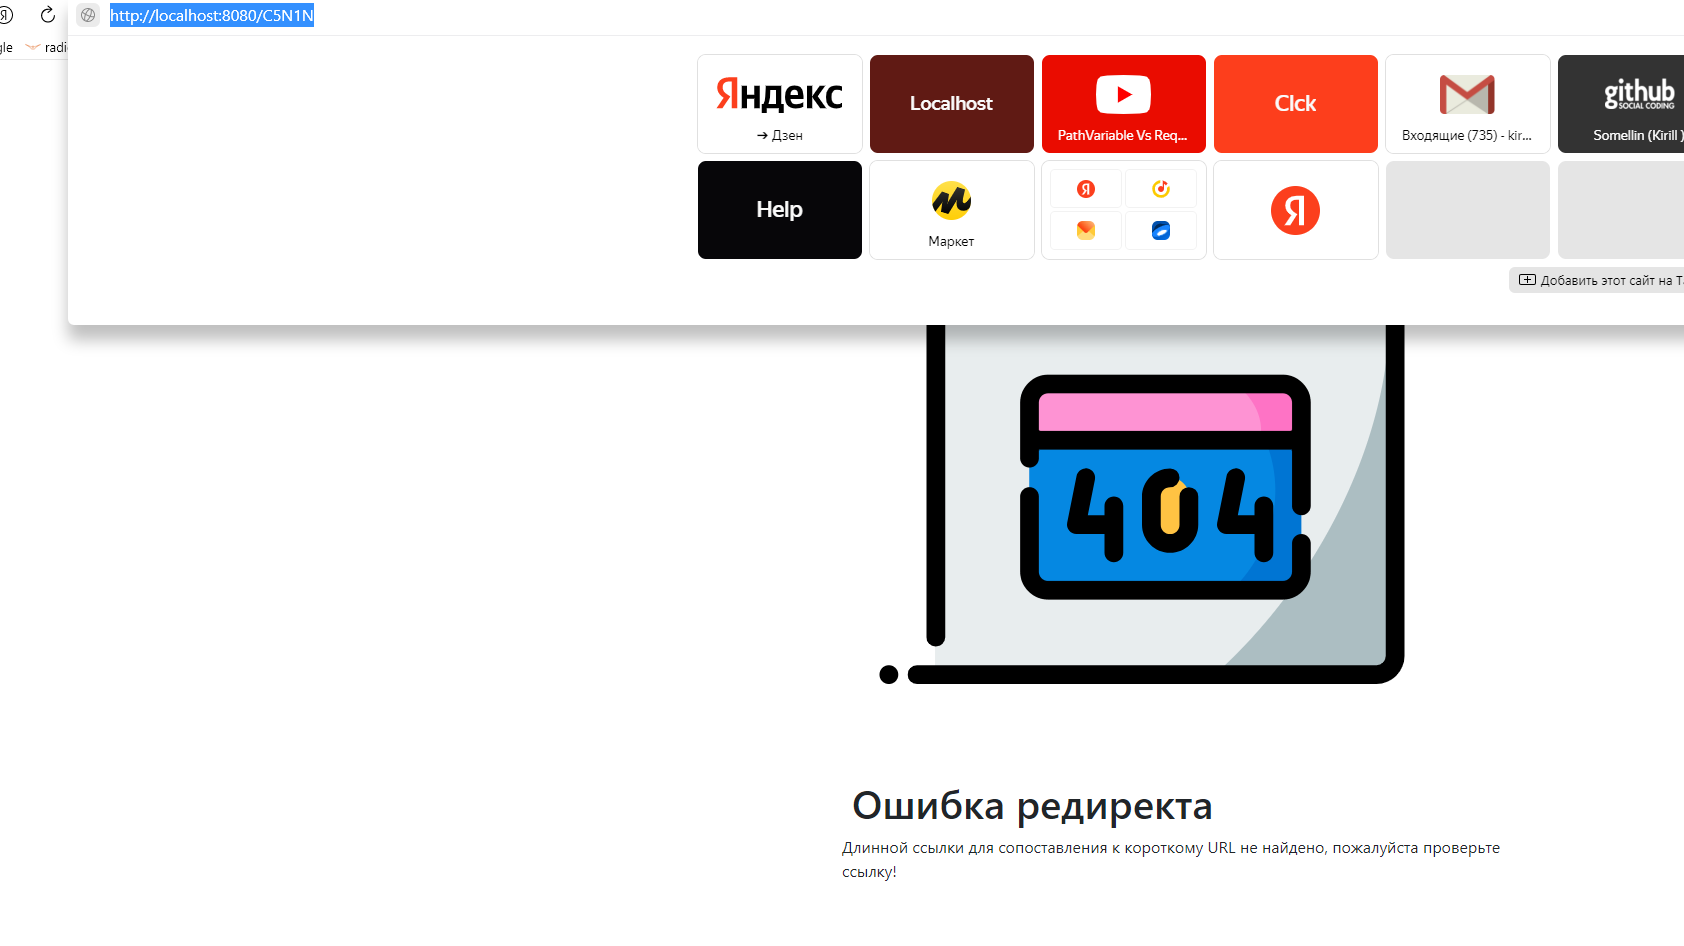 http://localhost:8080/C5N1N
gle radi
Яндекс
➔ Дзен
Localhost
PathVariable Vs Req...
Clck
Входящие (735) - kir...
github
SOCIAL CODING
Somellin (Kirill )
Help
Маркет
Я
Я
Добавить этот сайт на Та
404
Ошибка редиректа
Длинной ссылки для сопоставления к короткому URL не найдено, пожалуйста проверьте
ссылку!